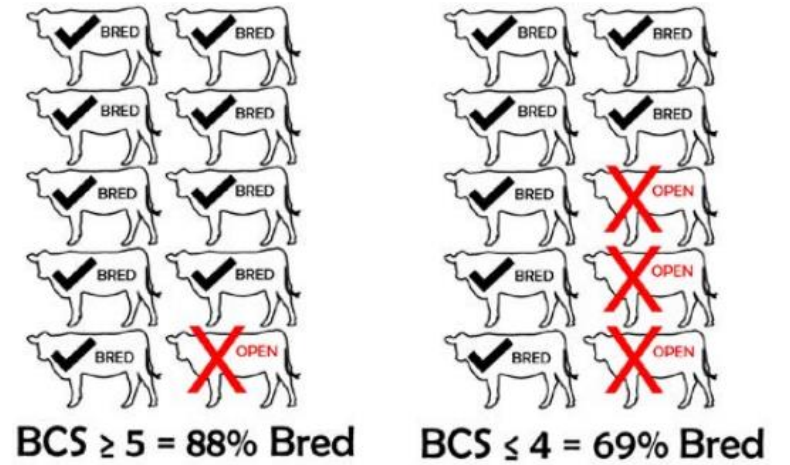 BRED BRED BRED BRED
BRED BRED BRED BRED
BRED BRED BRED OPEN
BRED BRED BRED OPEN
BRED OPEN BRED OPEN
BCS ≥ 5 = 88% Bred
BCS ≤ 4 = 69% Bred